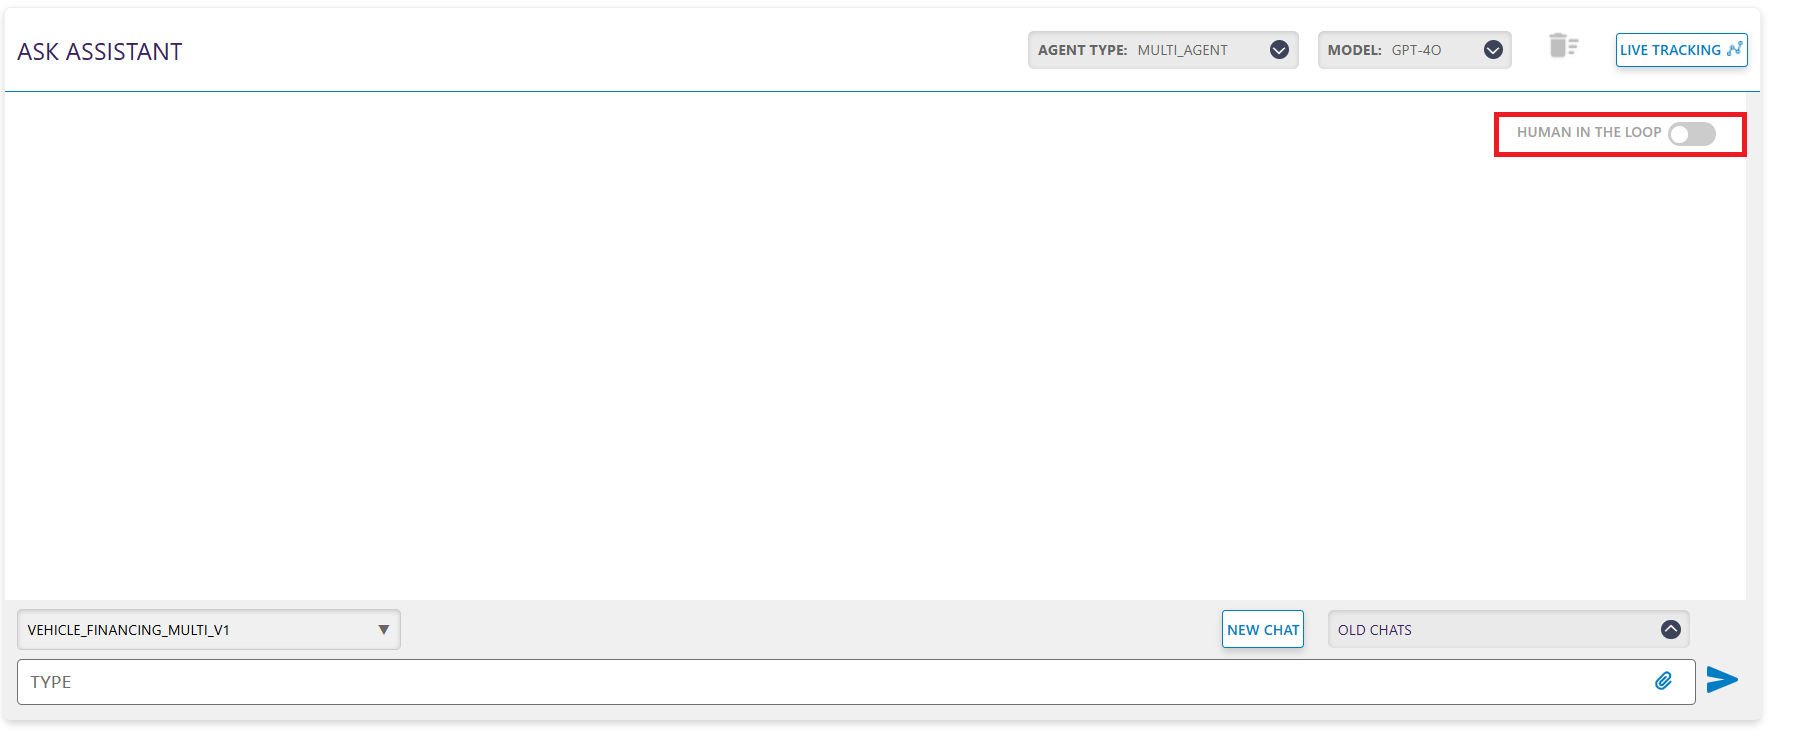 ASK ASSISTANT
AGENT TYPE: MULTI_AGENT
MODEL: GPT-4O
LIVE TRACKING
HUMAN IN THE LOOP
VEHICLE_FINANCING_MULTI_V1
NEW CHAT
OLD CHATS
TYPE